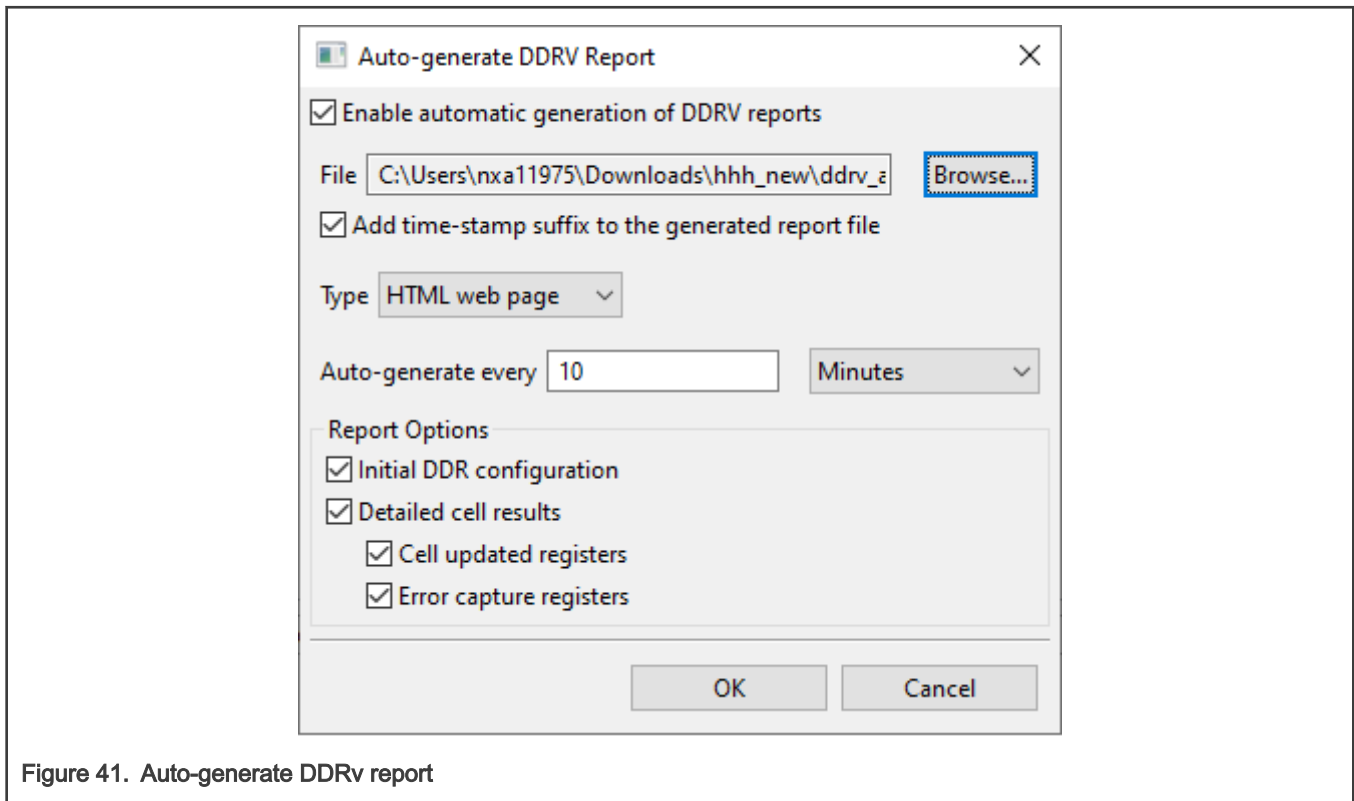 Auto-generate DDRV Report
Enable automatic generation of DDRV reports
File C:\Users\nxa11975\Downloads\hhh_new\ddrv_a Browse...
Add time-stamp suffix to the generated report file
Type HTML web page
Auto-generate every 10 Minutes
Report Options
Initial DDR configuration
Detailed cell results
Cell updated registers
Error capture registers
OK Cancel
Figure 41. Auto-generate DDRv report